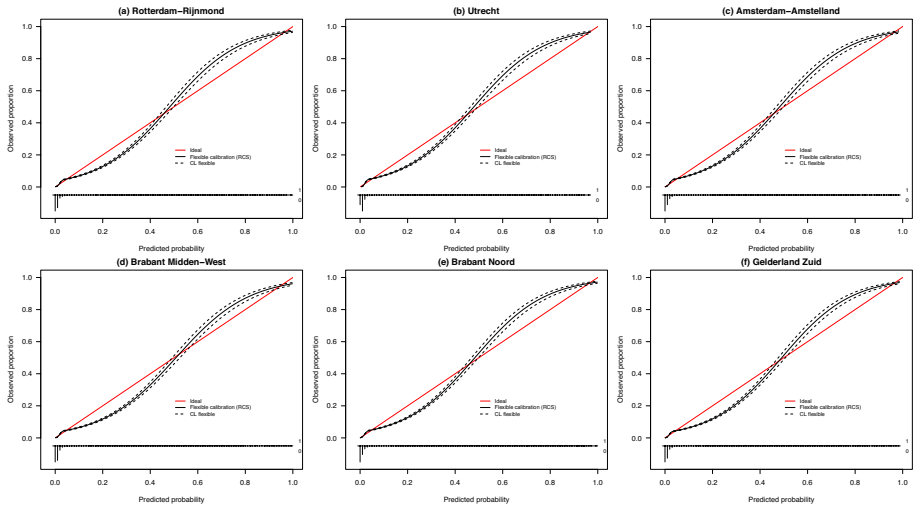 (a) Rotterdam−Rijnmond
Observed proportion
1.0
0.8
0.6
0.4
0.2
0.0
Ideal
Flexible calibration (RCS)
CL flexible
1
0
0.0 0.2 0.4 0.6 0.8 1.0
Predicted probability
(b) Utrecht
Observed proportion
1.0
0.8
0.6
0.4
0.2
0.0
Ideal
Flexible calibration (RCS)
CL flexible
1
0
0.0 0.2 0.4 0.6 0.8 1.0
Predicted probability
(c) Amsterdam−Amstelland
Observed proportion
1.0
0.8
0.6
0.4
0.2
0.0
Ideal
Flexible calibration (RCS)
CL flexible
1
0
0.0 0.2 0.4 0.6 0.8 1.0
Predicted probability
(d) Brabant Midden−West
Observed proportion
1.0
0.8
0.6
0.4
0.2
0.0
Ideal
Flexible calibration (RCS)
CL flexible
1
0
0.0 0.2 0.4 0.6 0.8 1.0
Predicted probability
(e) Brabant Noord
Observed proportion
1.0
0.8
0.6
0.4
0.2
0.0
Ideal
Flexible calibration (RCS)
CL flexible
1
0
0.0 0.2 0.4 0.6 0.8 1.0
Predicted probability
(f) Gelderland Zuid
Observed proportion
1.0
0.8
0.6
0.4
0.2
0.0
Ideal
Flexible calibration (RCS)
CL flexible
1
0
0.0 0.2 0.4 0.6 0.8 1.0
Predicted probability